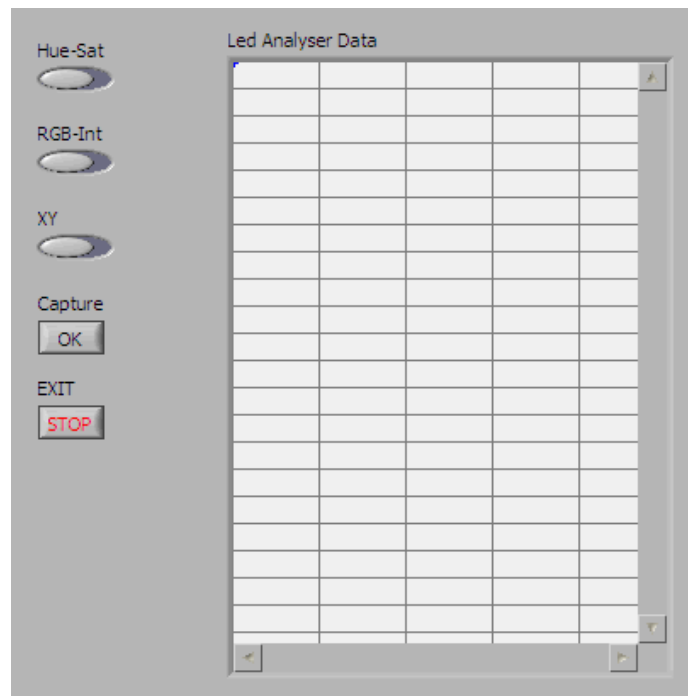 Hue-Sat
RGB-Int
XY
Capture
OK
EXIT
STOP
Led Analyser Data